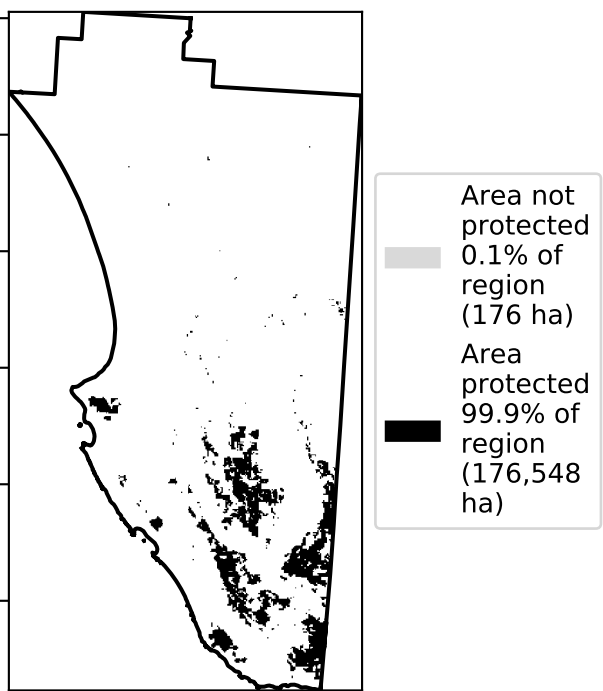 Area not
protected
0.1% of
region
(176 ha)
Area
protected
99.9% of
region
(176,548
ha)